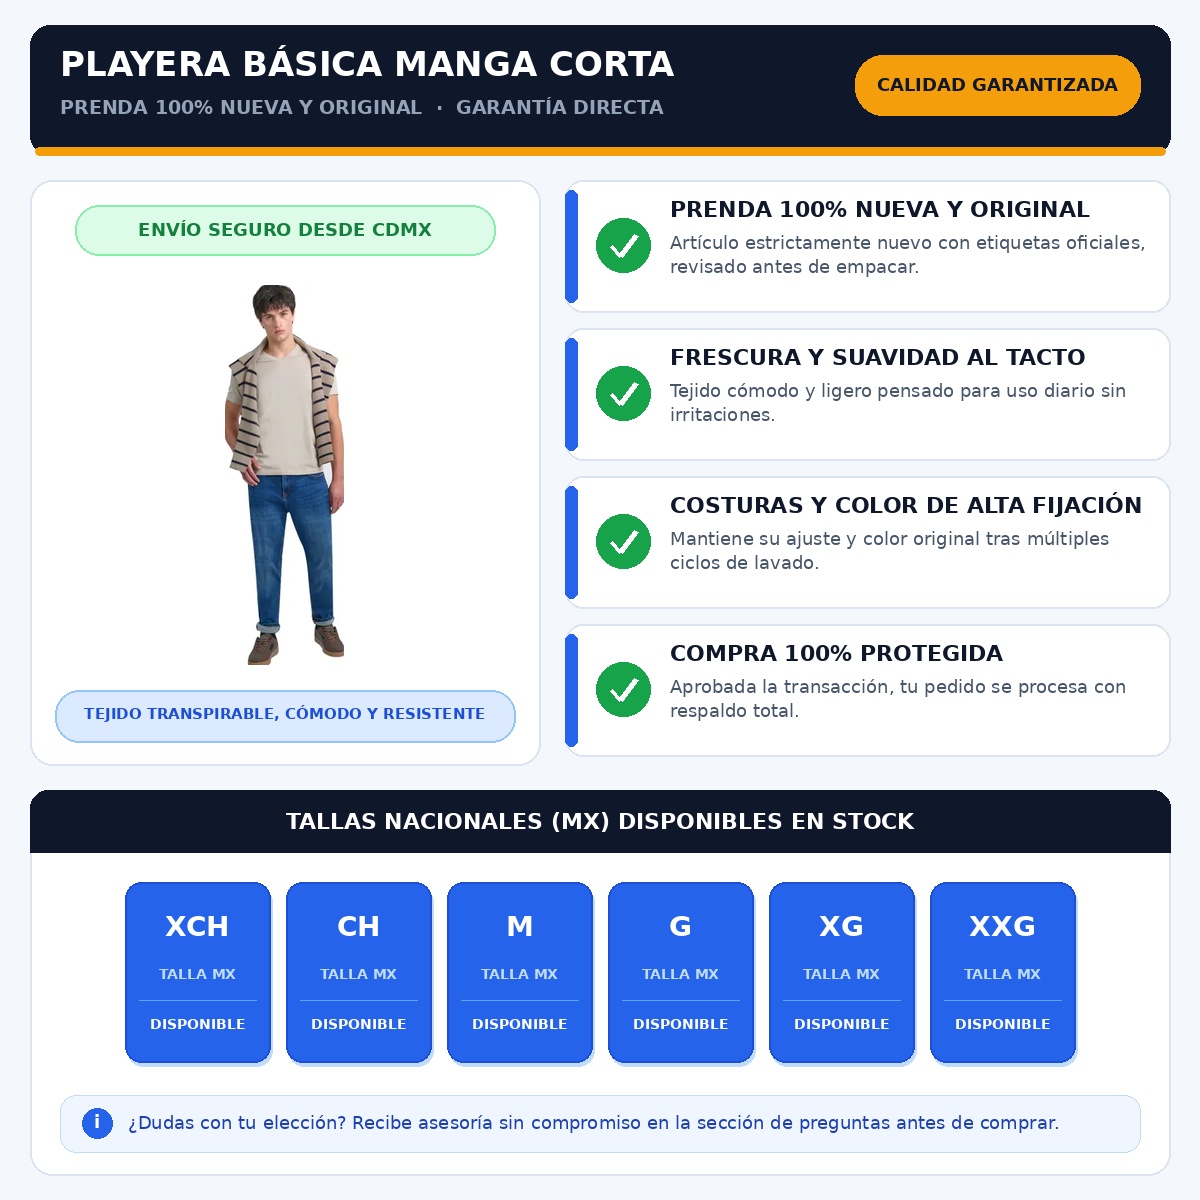 PLAYERA BÁSICA MANGA CORTA
PRENDA 100% NUEVA Y ORIGINAL · GARANTÍA DIRECTA
CALIDAD GARANTIZADA
ENVÍO SEGURO DESDE CDMX
TEJIDO TRANSPIRABLE, CÓMODO Y RESISTENTE
PRENDA 100% NUEVA Y ORIGINAL
Artículo estrictamente nuevo con etiquetas oficiales,
revisado antes de empacar.
FRESCURA Y SUAVIDAD AL TACTO
Tejido cómodo y ligero pensado para uso diario sin
irritaciones.
COSTURAS Y COLOR DE ALTA FIJACIÓN
Mantiene su ajuste y color original tras múltiples
ciclos de lavado.
COMPRA 100% PROTEGIDA
Aprobada la transacción, tu pedido se procesa con
respaldo total.
TALLAS NACIONALES (MX) DISPONIBLES EN STOCK
XCH
TALLA MX
DISPONIBLE
CH
TALLA MX
DISPONIBLE
M
TALLA MX
DISPONIBLE
G
TALLA MX
DISPONIBLE
XG
TALLA MX
DISPONIBLE
XXG
TALLA MX
DISPONIBLE
i
¿Dudas con tu elección? Recibe asesoría sin compromiso en la sección de preguntas antes de comprar.